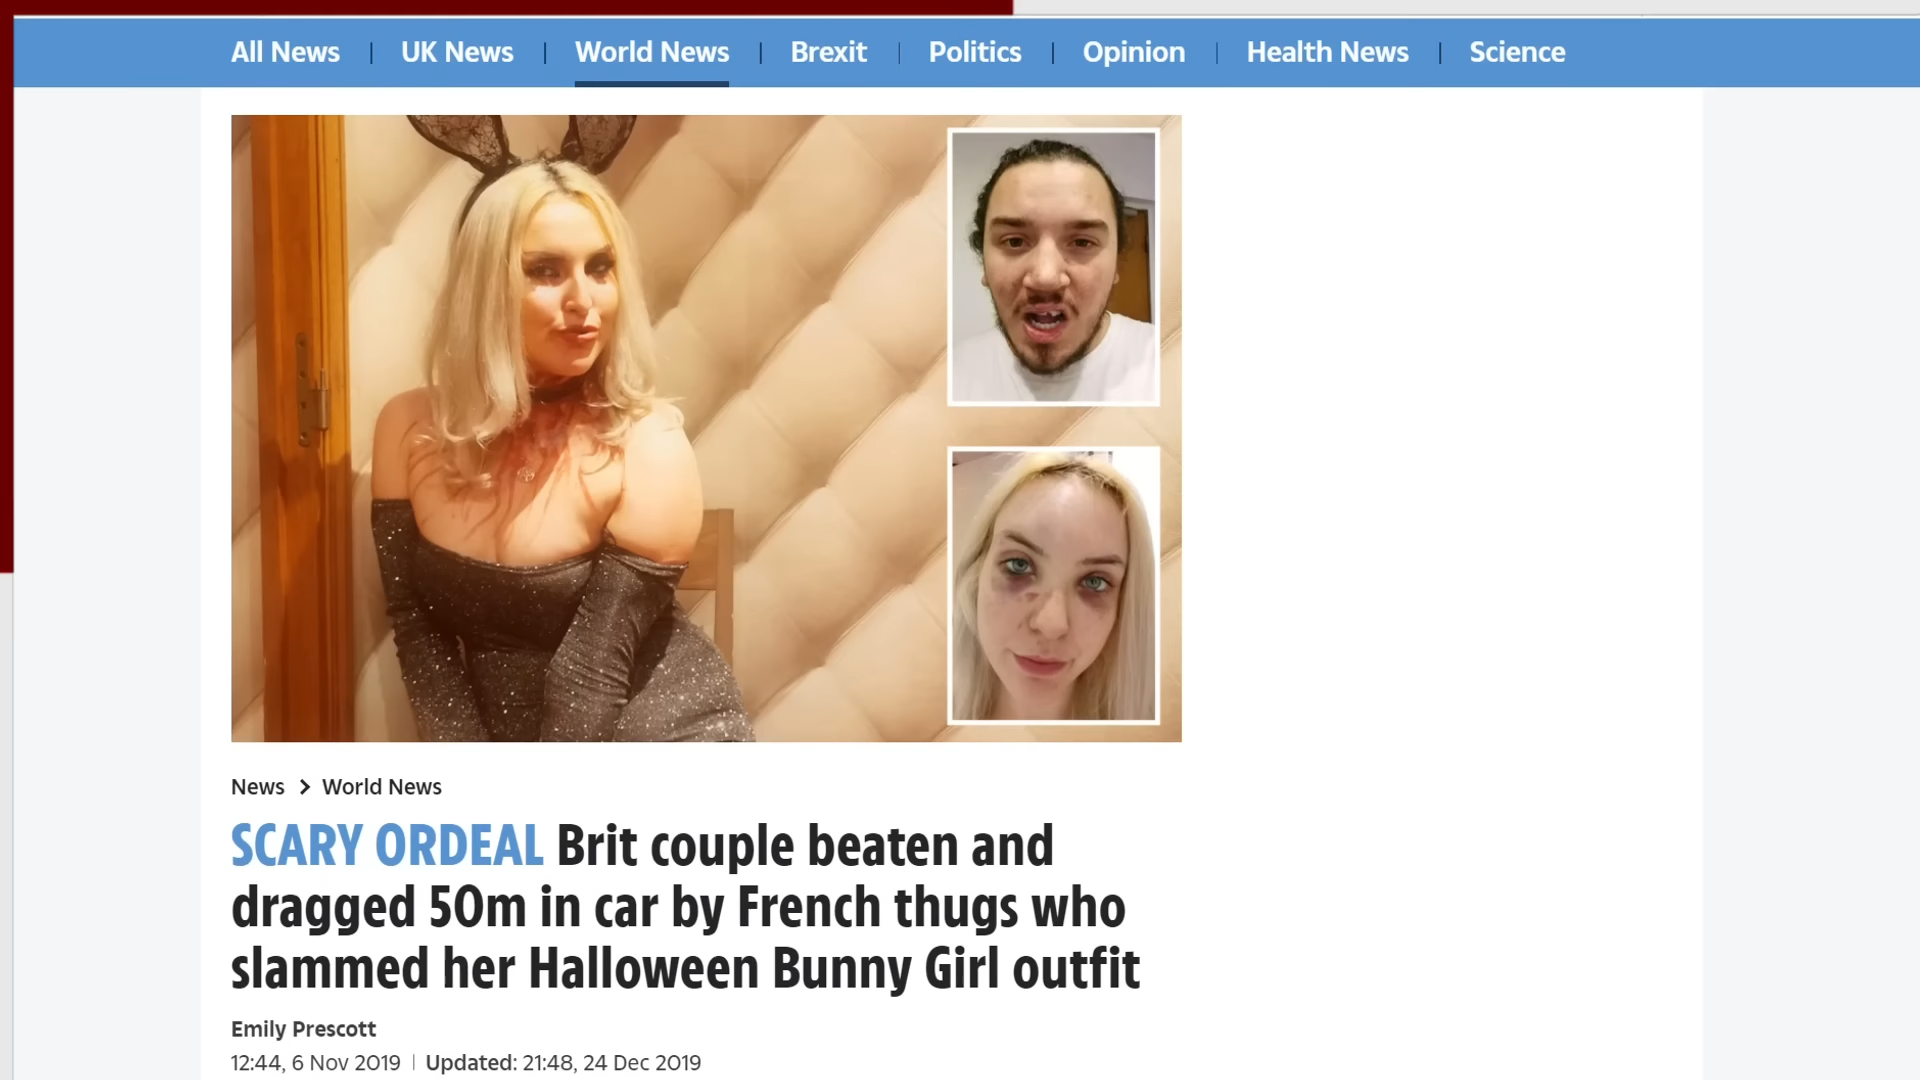 All News | UK News | World News | Brexit | Politics | Opinion | Health News | Science
News > World News
SCARY ORDEAL Brit couple beaten and
dragged 50m in car by French thugs who
slammed her Halloween Bunny Girl outfit
Emily Prescott
12:44, 6 Nov 2019 | Updated: 21:48, 24 Dec 2019